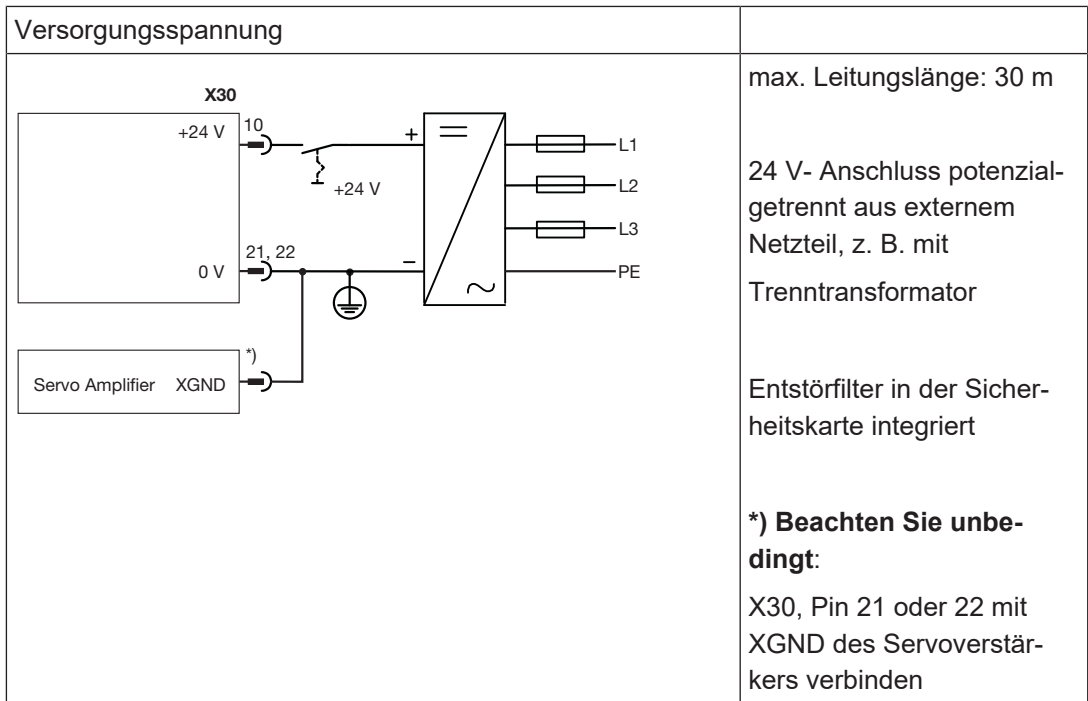 Versorgungsspannung
X30
+24 V
10
+
+24 V
L1
L2
L3
PE
0 V
21, 22
−
*)
Servo Amplifier XGND
max. Leitungslänge: 30 m
24 V- Anschluss potenzial-
getrennt aus externem
Netzteil, z. B. mit
Trenntransformator
Entstörfilter in der Sicher-
heitskarte integriert
*) Beachten Sie unbe-
dingt:
X30, Pin 21 oder 22 mit
XGND des Servoverstär-
kers verbinden